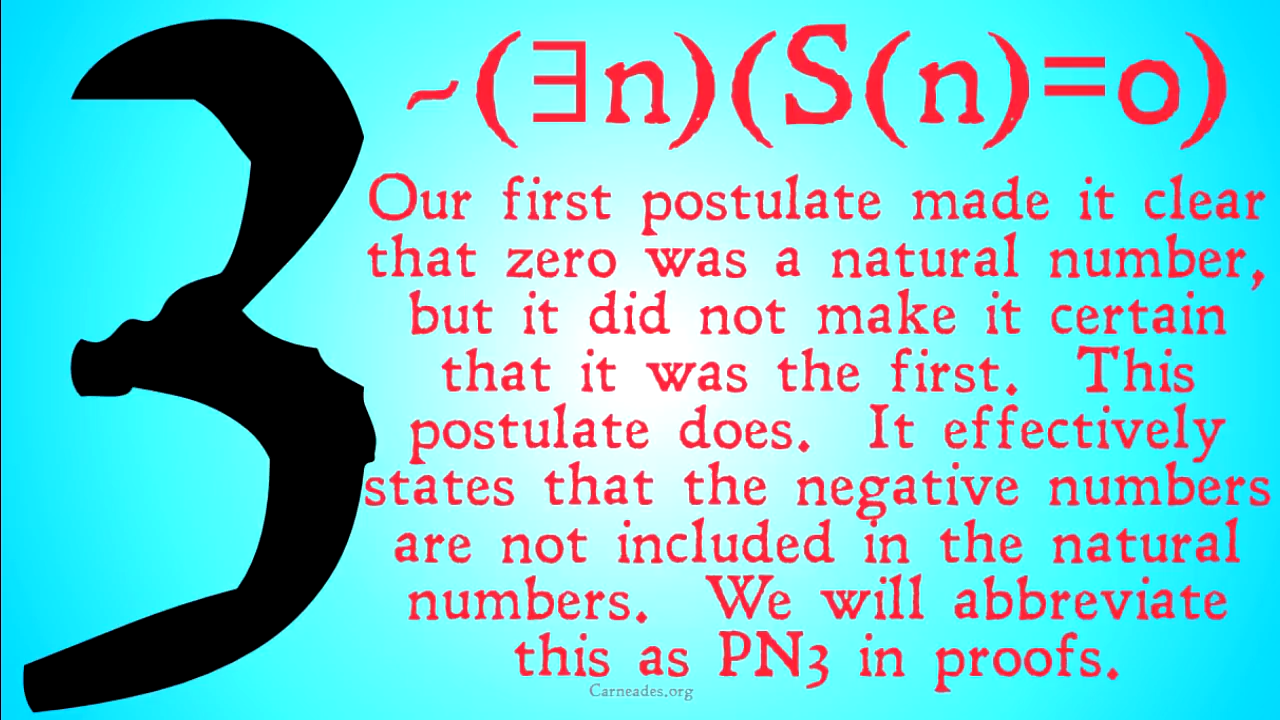 3
~(∃n)(S(n)=0)
Our first postulate made it clear
that zero was a natural number,
but it did not make it certain
that it was the first. This
postulate does. It effectively
states that the negative numbers
are not included in the natural
numbers. We will abbreviate
this as PN3 in proofs.
Carneades.org